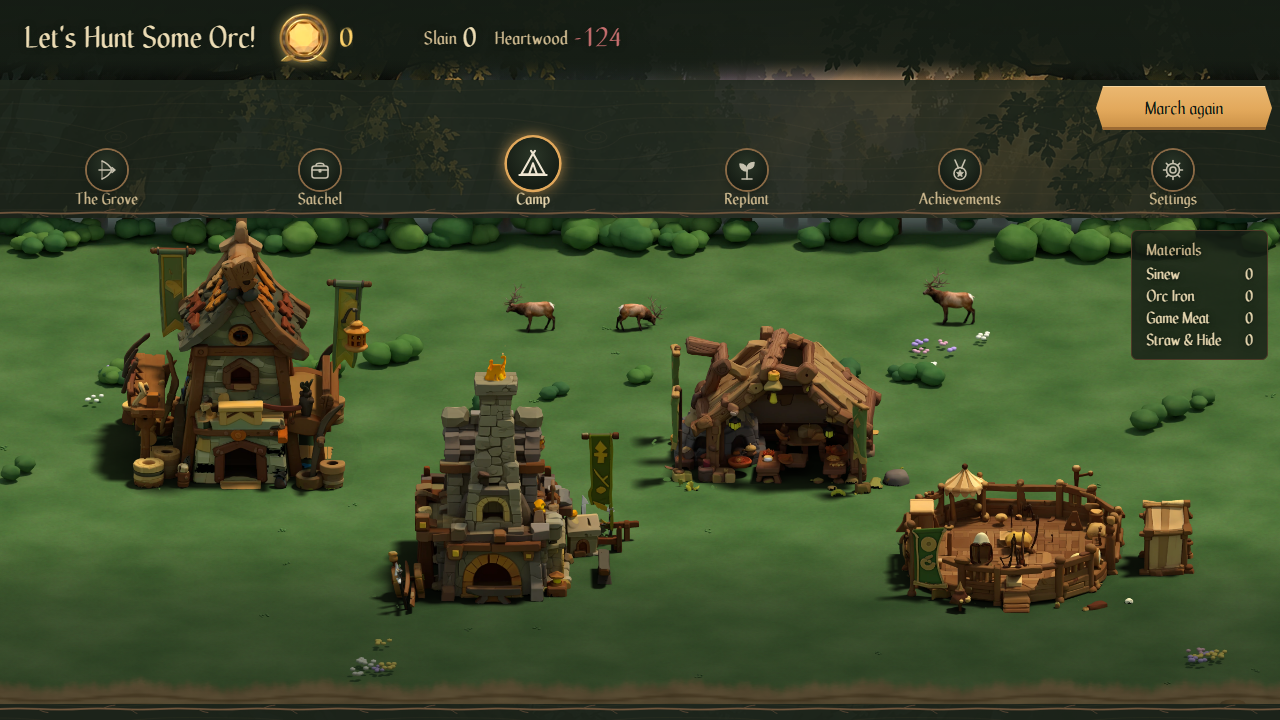 Let's Hunt Some Orc!
0
Slain 0 Heartwood -124
March again
The Grove
Satchel
Camp
Replant
Achievements
Settings
Materials
Sinew 0
Orc Iron 0
Game Meat 0
Straw & Hide 0